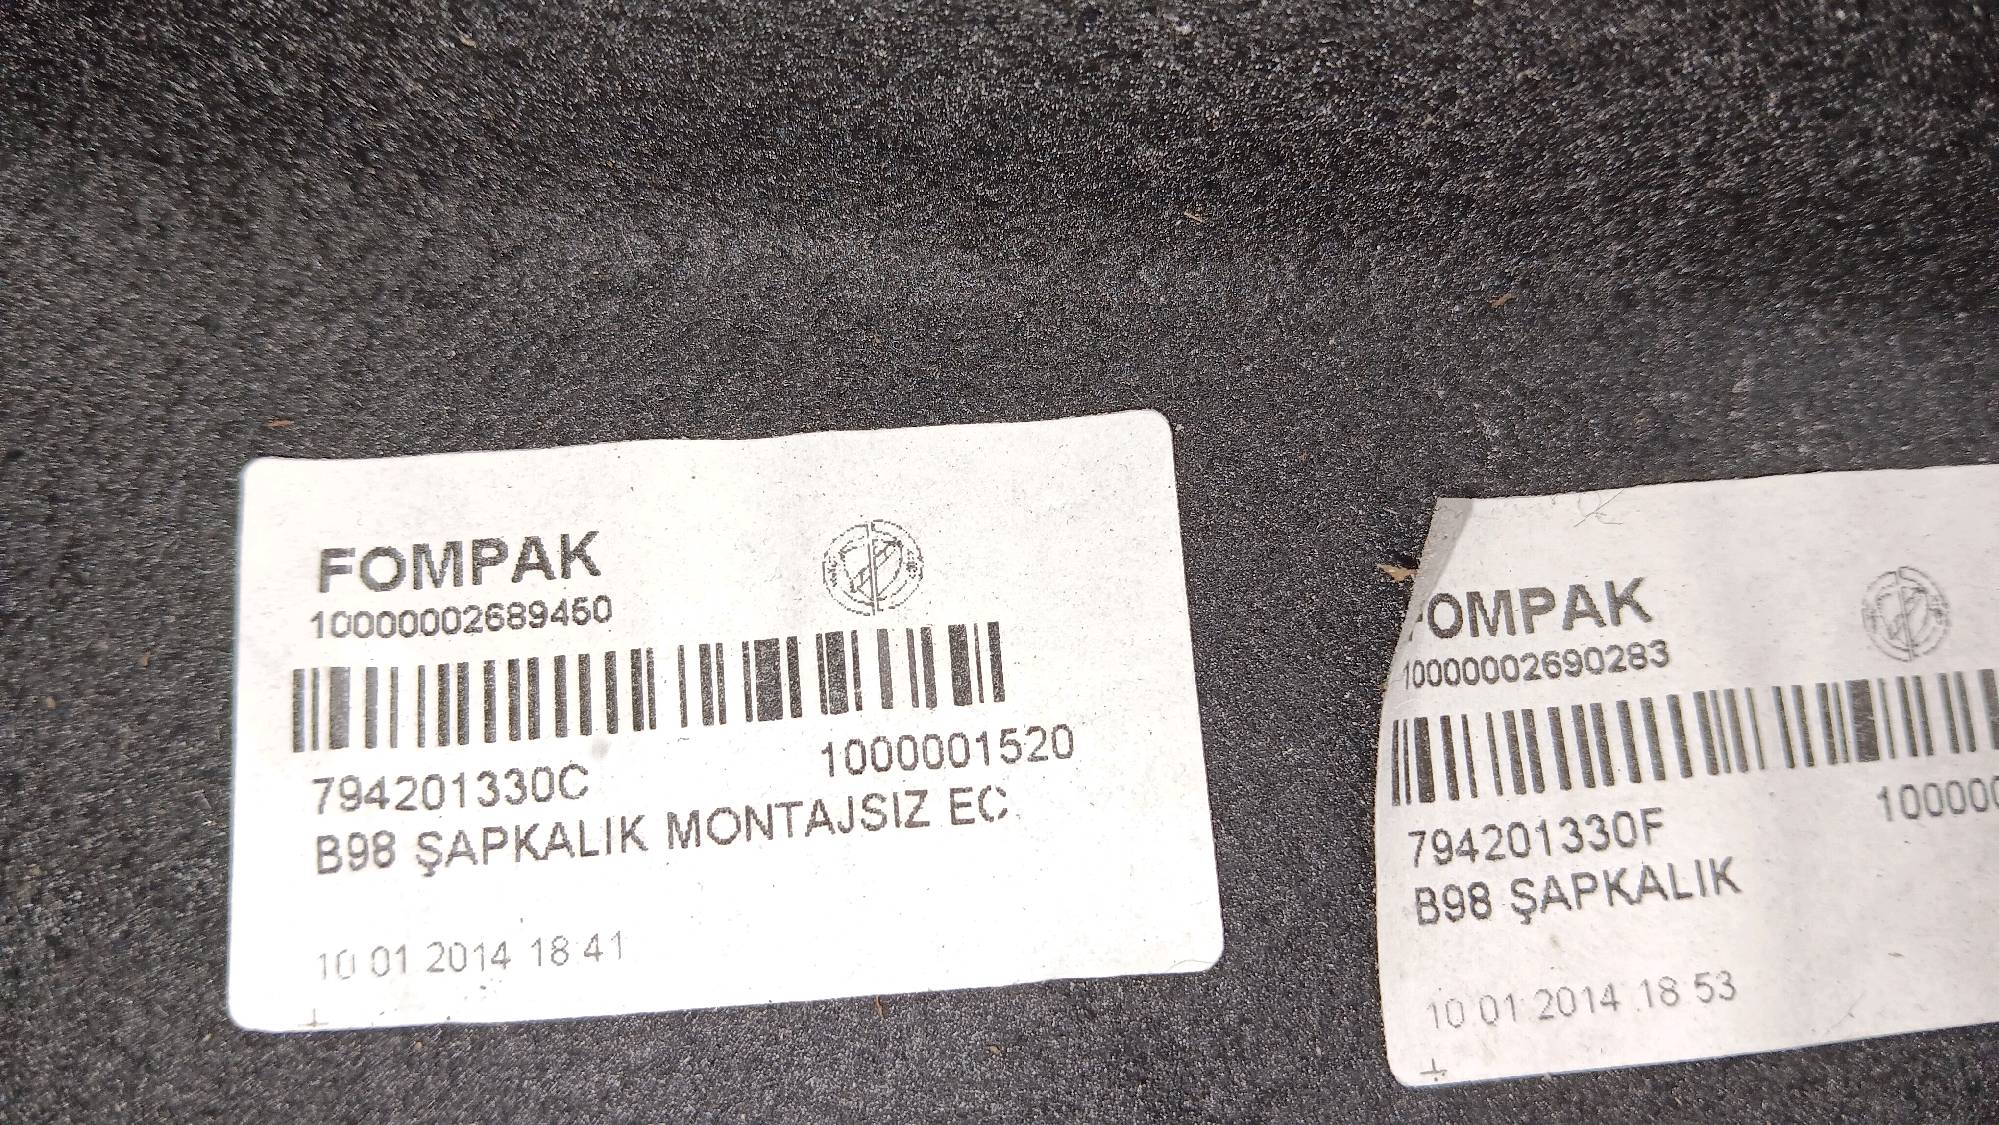 FOMPAK
10000002689450
794201330C
1000001520
B98 ŞAPKALIK MONTAJSIZ EC
10 01 2014 18 41
FOMPAK
10000002690283
794201330F
B98 ŞAPKALIK
10 01 2014 18 53